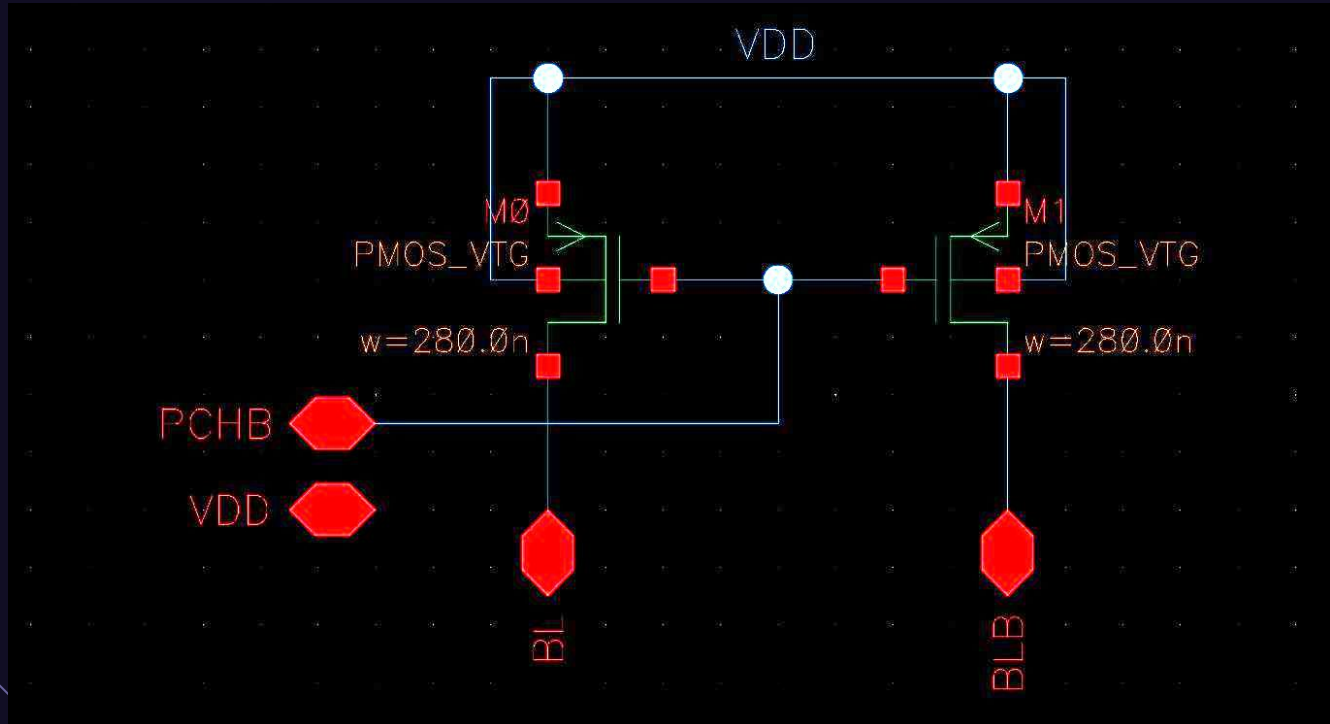 VDD
M0
M1
PMOS_VTG
PMOS_VTG
w=280.0n
w=280.0n
PCHB
VDD
BL
BLB